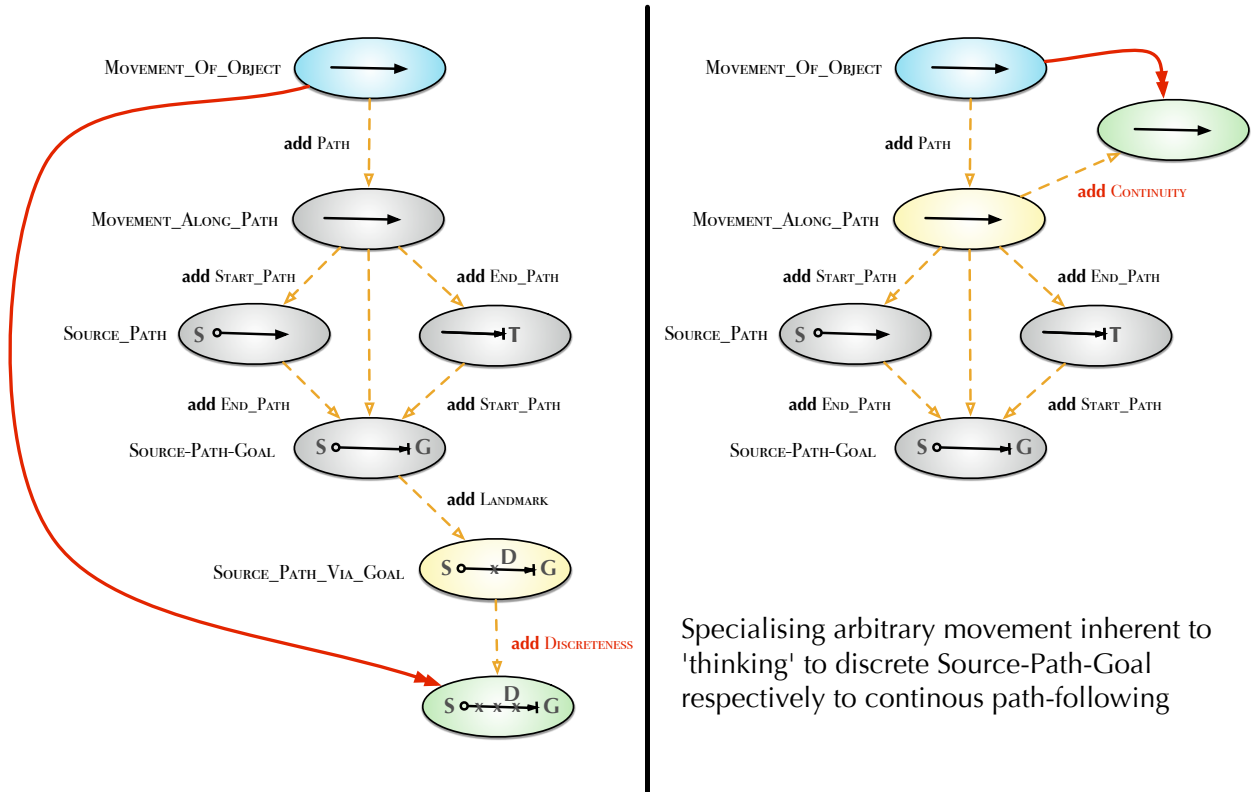 MOVEMENT_OF_OBJECT
add PATH
MOVEMENT_ALONG_PATH
add START_PATH
add END_PATH
SOURCE_PATH
S
T
add END_PATH
add START_PATH
SOURCE-PATH-GOAL
S G
add LANDMARK
SOURCE_PATH_VIA_GOAL
S x D G
add DISCRETENESS
S x x x D G
MOVEMENT_OF_OBJECT
add PATH
add CONTINUITY
MOVEMENT_ALONG_PATH
add START_PATH
add END_PATH
SOURCE_PATH
S
T
add END_PATH
add START_PATH
SOURCE-PATH-GOAL
S G
Specialising arbitrary movement inherent to
'thinking' to discrete Source-Path-Goal
respectively to continous path-following